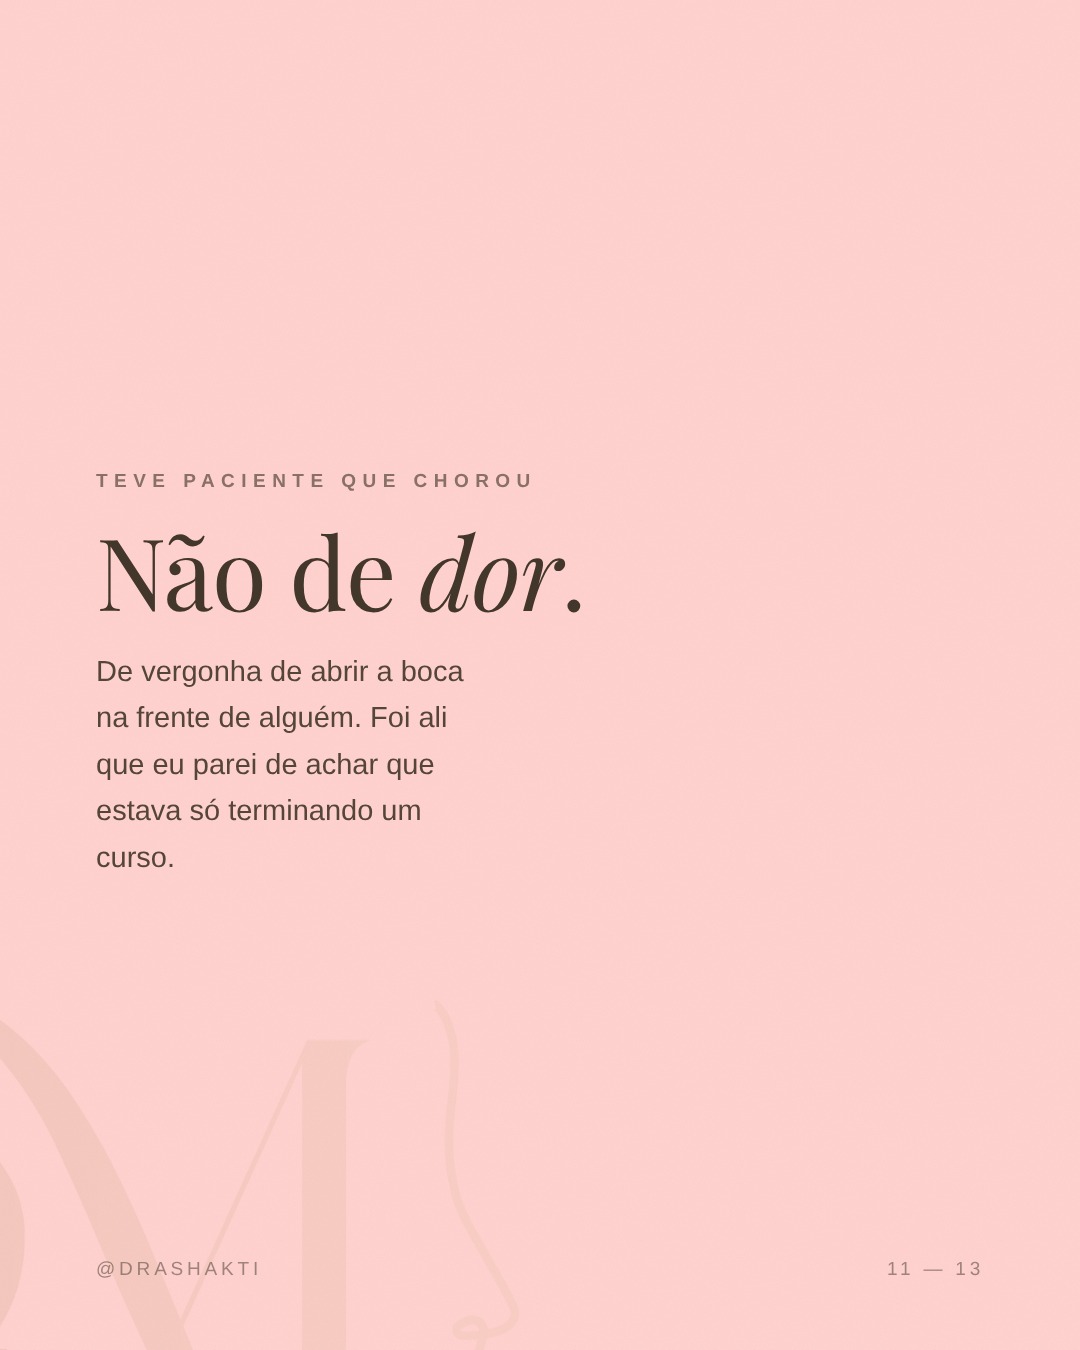 TEVE PACIENTE QUE CHOROU
Não de dor.
De vergonha de abrir a boca
na frente de alguém. Foi ali
que eu parei de achar que
estava só terminando um
curso.
M
@DRASHAKTI
11 — 13